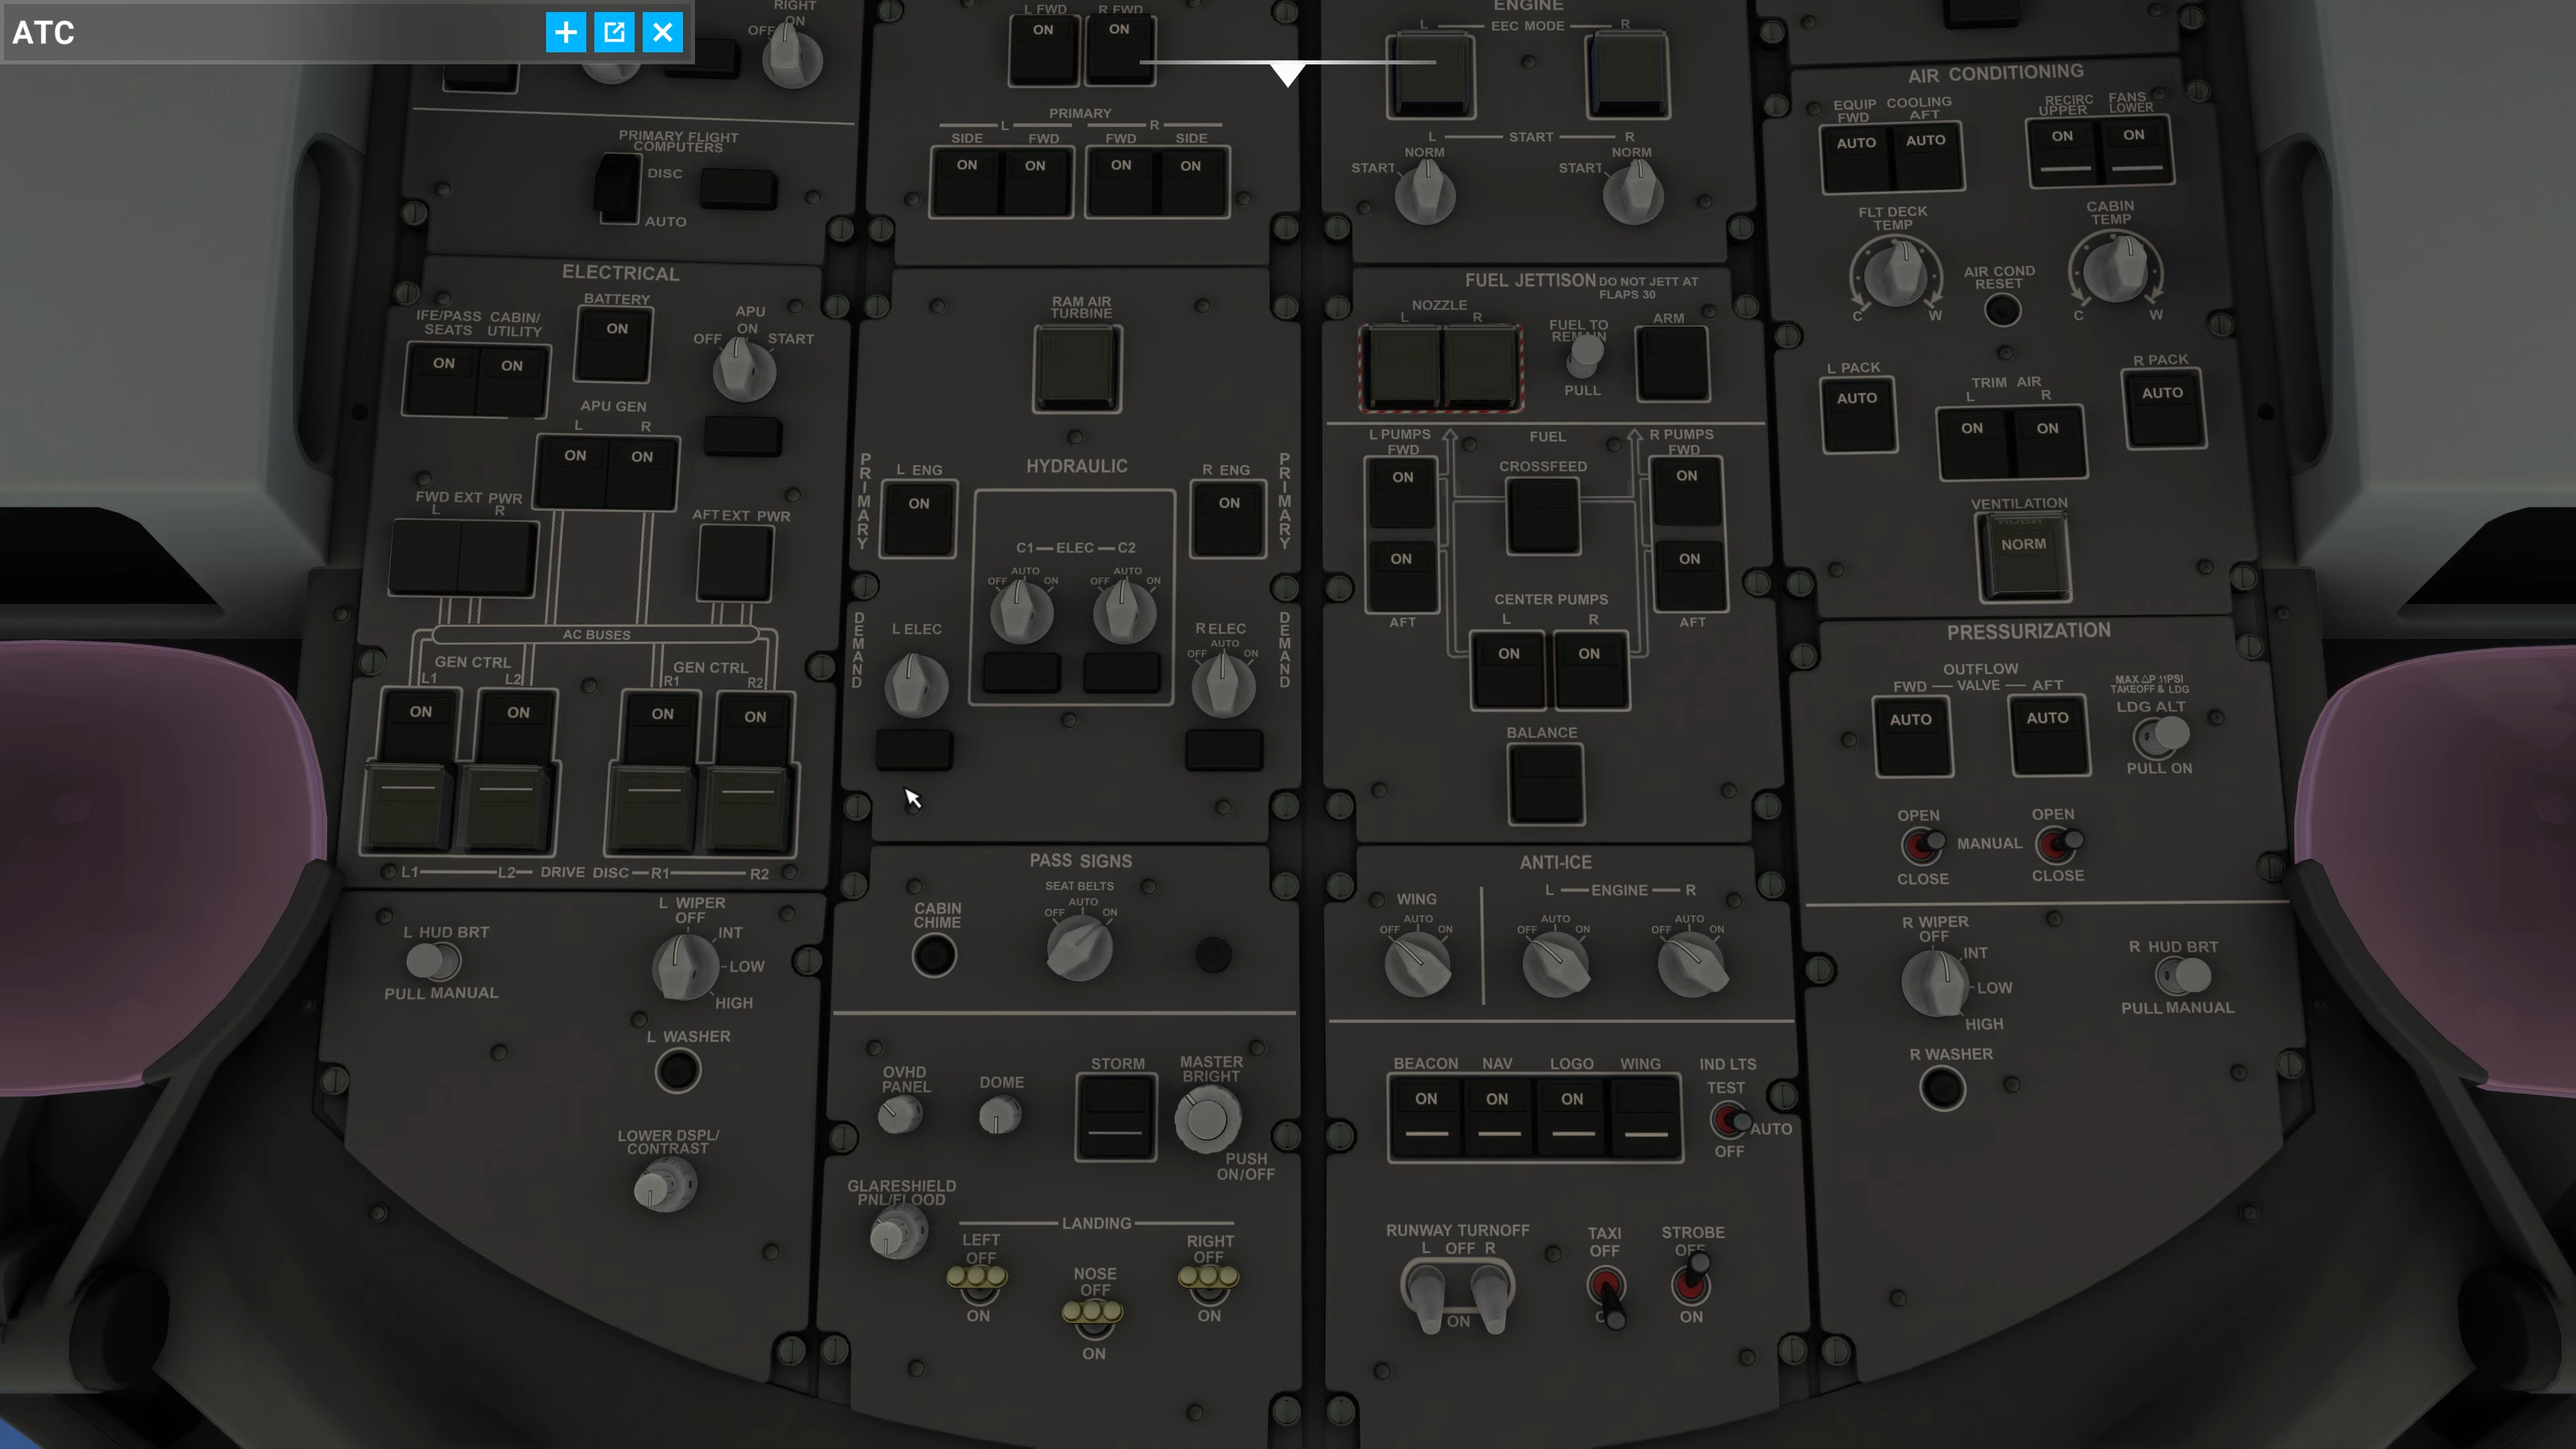 ATC
RIGHT
ON
OFF
PRIMARY FLIGHT
COMPUTERS
DISC
AUTO
L FWD R FWD
ON ON
PRIMARY
L R
SIDE FWD FWD SIDE
ON ON ON ON
ENGINE
L EEC MODE R
L START R
NORM NORM
START START
AIR CONDITIONING
EQUIP COOLING
FWD AFT
AUTO AUTO
RECIRC FANS
UPPER LOWER
ON ON
FLT DECK
TEMP
C W
AIR COND
RESET
CABIN
TEMP
C W
L PACK
AUTO
TRIM AIR
L R
ON ON
R PACK
AUTO
VENTILATION
NORM
ELECTRICAL
IFE/PASS
SEATS
CABIN/
UTILITY
ON ON
BATTERY
ON
APU
ON
OFF START
APU GEN
L R
ON ON
FWD EXT PWR
L R
AFT EXT PWR
AC BUSES
GEN CTRL GEN CTRL
L1 L2 R1 R2
ON ON ON ON
L1 L2 DRIVE DISC R1 R2
RAM AIR
TURBINE
HYDRAULIC
PRIMARY
L ENG
ON
R ENG
ON
PRIMARY
C1 ELEC C2
AUTO AUTO
OFF ON OFF ON
DEMAND
L ELEC
R ELEC
AUTO
OFF ON
DEMAND
FUEL JETTISON
DO NOT JETT AT
FLAPS 30
NOZZLE
L R
FUEL TO
REMAIN
PULL
ARM
L PUMPS
FWD
ON
ON
AFT
FUEL
CROSSFEED
R PUMPS
FWD
ON
ON
AFT
CENTER PUMPS
L R
ON ON
BALANCE
PRESSURIZATION
OUTFLOW
FWD VALVE AFT
AUTO AUTO
MAX △P .11PSI
TAKEOFF & LDG
LDG ALT
PULL ON
OPEN OPEN
MANUAL
CLOSE CLOSE
L HUD BRT
PULL MANUAL
L WIPER
OFF
INT
LOW
HIGH
L WASHER
LOWER DSPL/
CONTRAST
PASS SIGNS
CABIN
CHIME
SEAT BELTS
AUTO
OFF ON
OVHD
PANEL
DOME
STORM
MASTER
BRIGHT
PUSH
ON/OFF
GLARESHIELD
PNL/FLOOD
LANDING
LEFT
OFF
ON
NOSE
OFF
ON
RIGHT
OFF
ON
ANTI-ICE
WING
AUTO
OFF ON
L ENGINE R
AUTO AUTO
OFF ON OFF ON
BEACON NAV LOGO WING
ON ON ON
IND LTS
TEST
AUTO
OFF
RUNWAY TURNOFF
L OFF R
ON
TAXI
OFF
STROBE
OFF
ON
R WIPER
OFF
INT
LOW
HIGH
R WASHER
R HUD BRT
PULL MANUAL